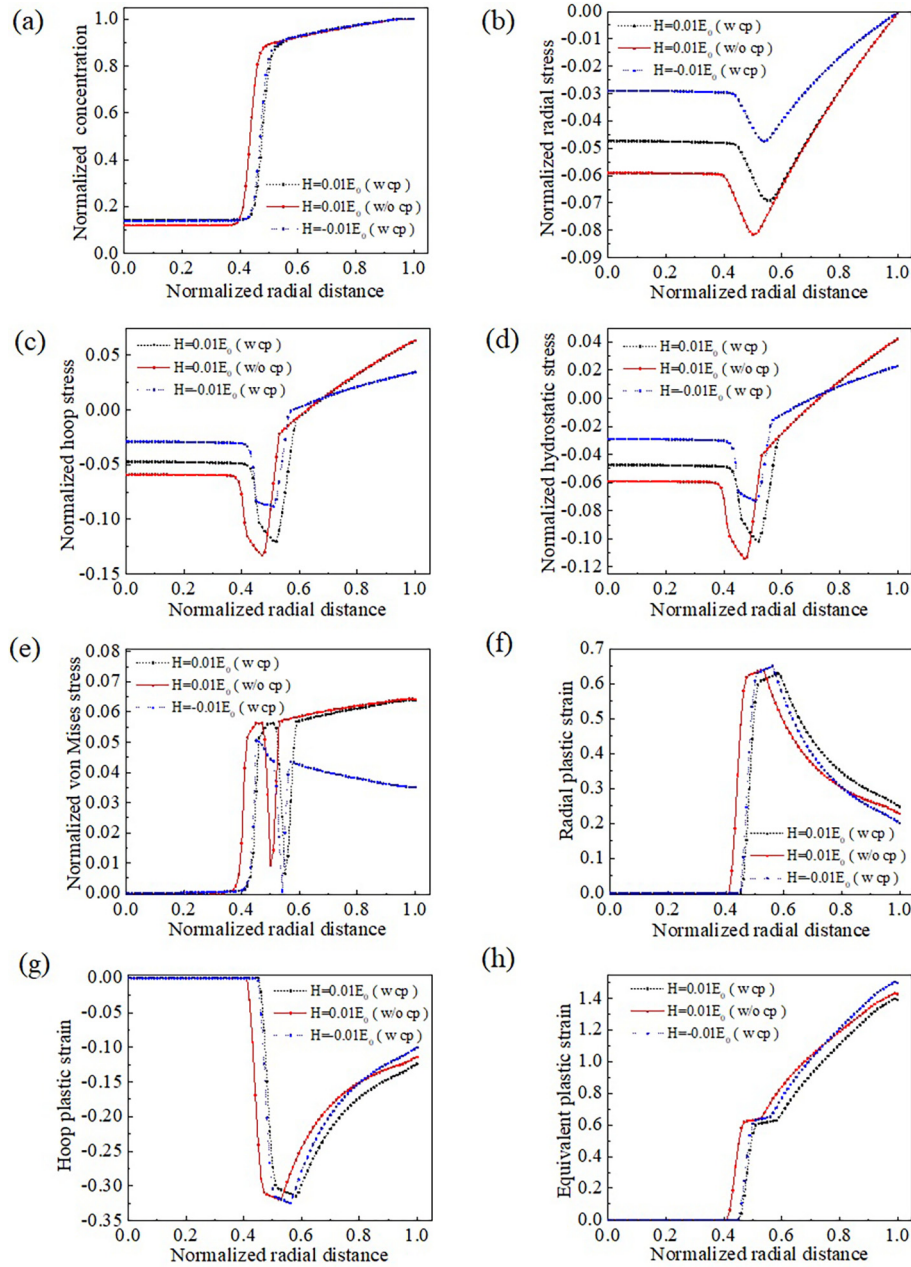 (a)
Normalized concentration
1.0
0.8
0.6
0.4
0.2
0.0
H=0.01E₀ ( w cp )
H=0.01E₀ ( w/o cp )
H=-0.01E₀ ( w cp )
0.0 0.2 0.4 0.6 0.8 1.0
Normalized radial distance
(b)
Normalized radial stress
0.00
-0.01
-0.02
-0.03
-0.04
-0.05
-0.06
-0.07
-0.08
-0.09
H=0.01E₀ ( w cp )
H=0.01E₀ ( w/o cp )
H=-0.01E₀ ( w cp )
0.0 0.2 0.4 0.6 0.8 1.0
Normalized radial distance
(c)
Normalized hoop stress
0.05
0.00
-0.05
-0.10
-0.15
H=0.01E₀ ( w cp )
H=0.01E₀ ( w/o cp )
H=-0.01E₀ ( w cp )
0.0 0.2 0.4 0.6 0.8 1.0
Normalized radial distance
(d)
Normalized hydrostatic stress
0.04
0.02
0.00
-0.02
-0.04
-0.06
-0.08
-0.10
-0.12
H=0.01E₀ ( w cp )
H=0.01E₀ ( w/o cp )
H=-0.01E₀ ( w cp )
0.0 0.2 0.4 0.6 0.8 1.0
Normalized radial distance
(e)
Normalized von Mises stress
0.08
0.07
0.06
0.05
0.04
0.03
0.02
0.01
0.00
H=0.01E₀ ( w cp )
H=0.01E₀ ( w/o cp )
H=-0.01E₀ ( w cp )
0.0 0.2 0.4 0.6 0.8 1.0
Normalized radial distance
(f)
Radial plastic strain
0.7
0.6
0.5
0.4
0.3
0.2
0.1
0.0
H=0.01E₀ ( w cp )
H=0.01E₀ ( w/o cp )
H=-0.01E₀ ( w cp )
0.0 0.2 0.4 0.6 0.8 1.0
Normalized radial distance
(g)
Hoop plastic strain
0.00
-0.05
-0.10
-0.15
-0.20
-0.25
-0.30
-0.35
H=0.01E₀ ( w cp )
H=0.01E₀ ( w/o cp )
H=-0.01E₀ ( w cp )
0.0 0.2 0.4 0.6 0.8 1.0
Normalized radial distance
(h)
Equivalent plastic strain
1.4
1.2
1.0
0.8
0.6
0.4
0.2
0.0
H=0.01E₀ ( w cp )
H=0.01E₀ ( w/o cp )
H=-0.01E₀ ( w cp )
0.0 0.2 0.4 0.6 0.8 1.0
Normalized radial distance